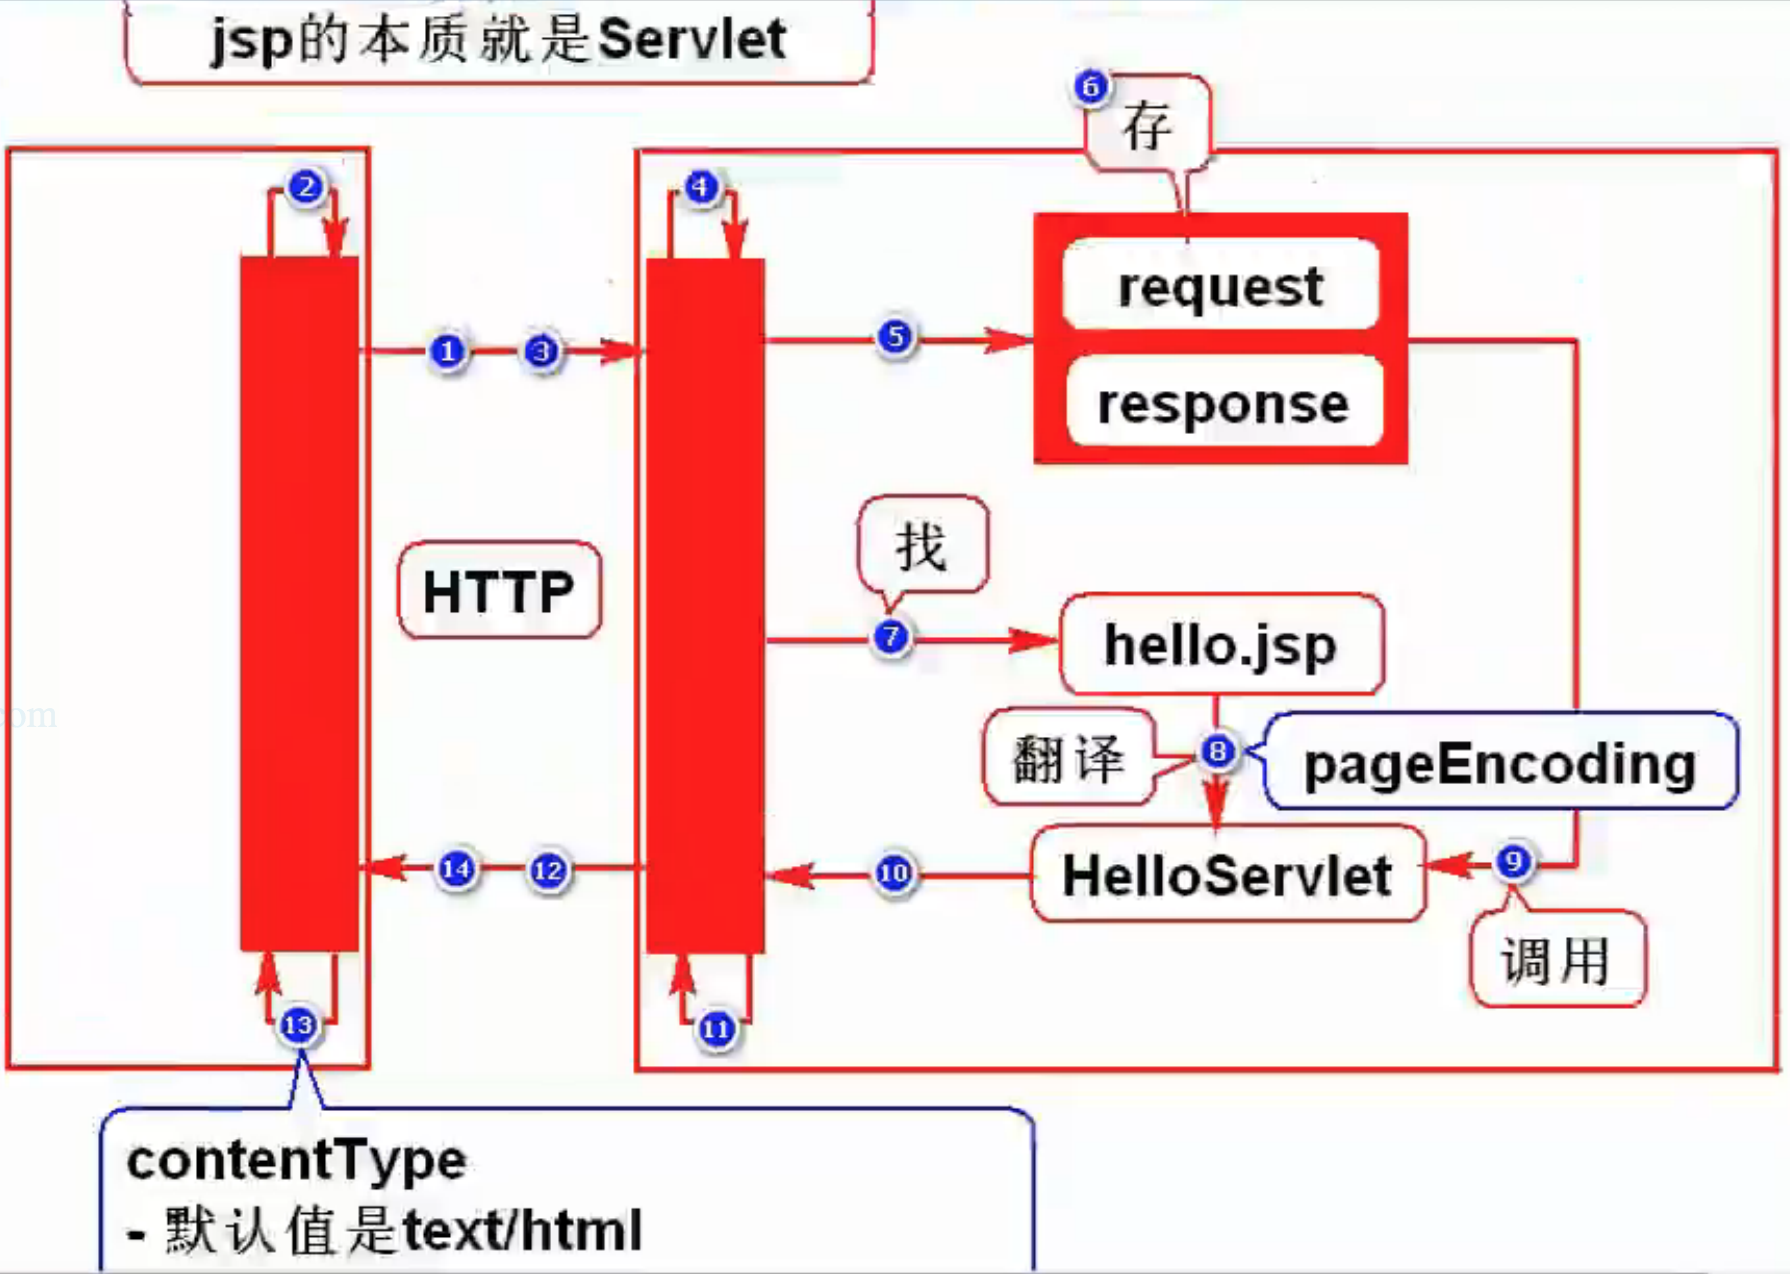 jsp的本质就是Servlet
6
存
2
4
request
1
3
5
response
找
HTTP
7
hello.jsp
com
翻译
8
pageEncoding
14
12
10
HelloServlet
9
调用
13
11
contentType
- 默认值是text/html